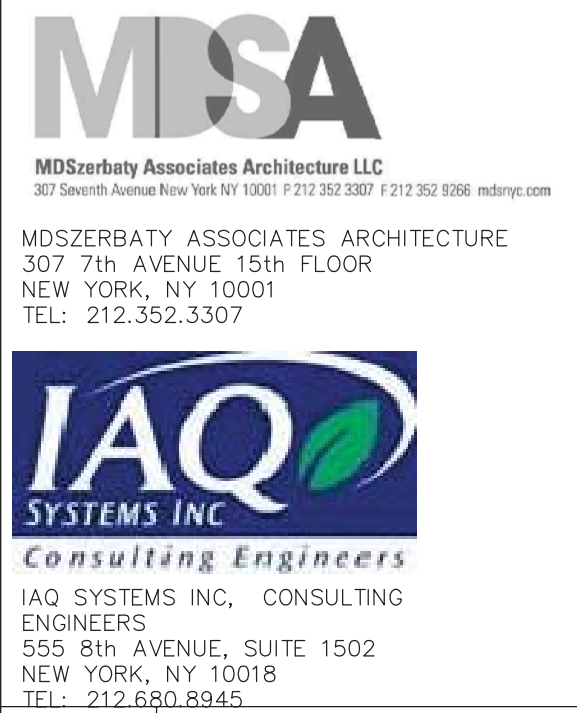 MDSA
MDSzerbaty Associates Architecture LLC
307 Seventh Avenue New York NY 10001 P 212 352 3307 F 212 352 9266 mdsnyc.com
MDSZERBATY ASSOCIATES ARCHITECTURE
307 7th AVENUE 15th FLOOR
NEW YORK, NY 10001
TEL: 212.352.3307
IAQ
SYSTEMS INC
Consulting Engineers
IAQ SYSTEMS INC, CONSULTING
ENGINEERS
555 8th AVENUE, SUITE 1502
NEW YORK, NY 10018
TEL: 212.680.8945